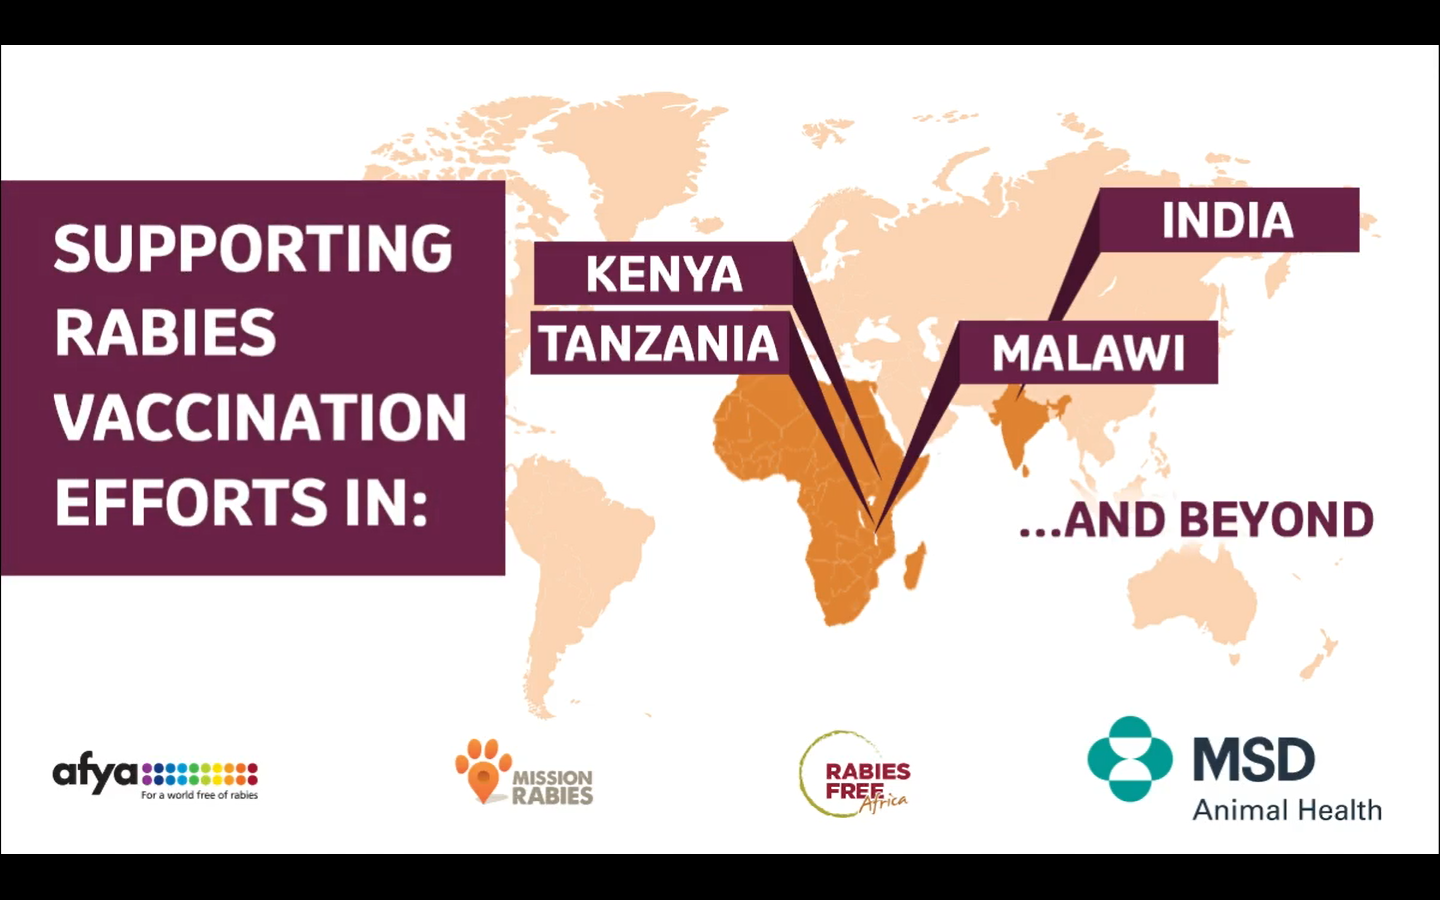 SUPPORTING
RABIES
VACCINATION
EFFORTS IN:
KENYA
TANZANIA
INDIA
MALAWI
...AND BEYOND
afya
For a world free of rabies
MISSION
RABIES
RABIES
FREE
Africa
MSD
Animal Health